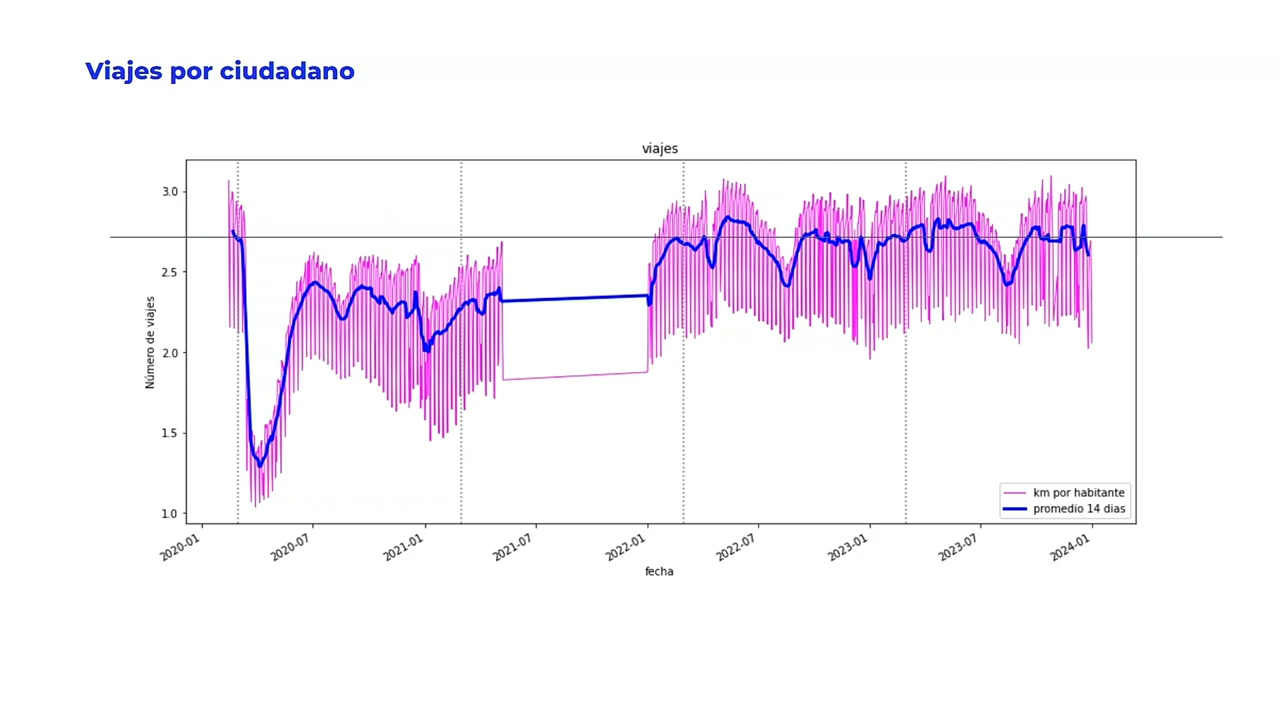 Viajes por ciudadano
viajes
Número de viajes
3.0
2.5
2.0
1.5
1.0
km por habitante
promedio 14 dias
2020-01
2020-07
2021-01
2021-07
2022-01
2022-07
2023-01
2023-07
2024-01
fecha